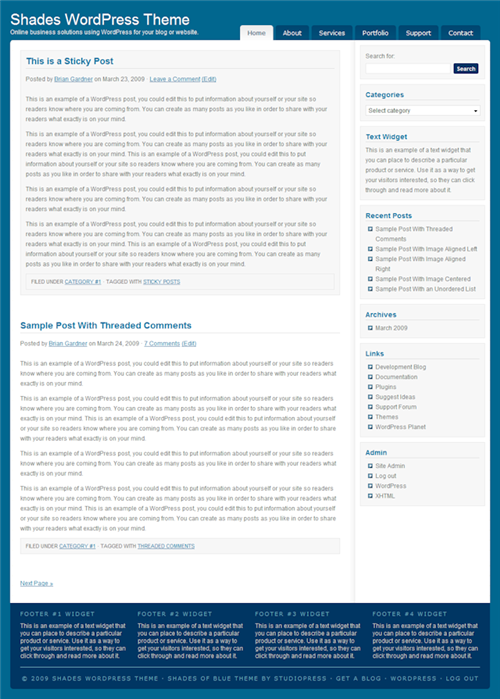 Shades WordPress Theme
Online business solutions using WordPress for your blog or website.
Home About Services Portfolio Support Contact
This is a Sticky Post
Posted by Brian Gardner on March 23, 2009 · Leave a Comment (Edit)
This is an example of a WordPress post, you could edit this to put information about yourself or your site so
readers know where you are coming from. You can create as many posts as you like in order to share with your
readers what exactly is on your mind.
This is an example of a WordPress post, you could edit this to put information about yourself or your site so
readers know where you are coming from. You can create as many posts as you like in order to share with your
readers what exactly is on your mind. This is an example of a WordPress post, you could edit this to put
information about yourself or your site so readers know where you are coming from. You can create as many
posts as you like in order to share with your readers what exactly is on your mind.
This is an example of a WordPress post, you could edit this to put information about yourself or your site so
readers know where you are coming from. You can create as many posts as you like in order to share with your
readers what exactly is on your mind.
This is an example of a WordPress post, you could edit this to put information about yourself or your site so
readers know where you are coming from. You can create as many posts as you like in order to share with your
readers what exactly is on your mind. This is an example of a WordPress post, you could edit this to put
information about yourself or your site so readers know where you are coming from. You can create as many
posts as you like in order to share with your readers what exactly is on your mind.
FILED UNDER CATEGORY #1 · TAGGED WITH STICKY POSTS
Sample Post With Threaded Comments
Posted by Brian Gardner on March 24, 2009 · 7 Comments (Edit)
This is an example of a WordPress post, you could edit this to put information about yourself or your site so readers
know where you are coming from. You can create as many posts as you like in order to share with your readers what
exactly is on your mind.
This is an example of a WordPress post, you could edit this to put information about yourself or your site so readers
know where you are coming from. You can create as many posts as you like in order to share with your readers what
exactly is on your mind. This is an example of a WordPress post, you could edit this to put information about yourself
or your site so readers know where you are coming from. You can create as many posts as you like in order to share
with your readers what exactly is on your mind.
This is an example of a WordPress post, you could edit this to put information about yourself or your site so readers
know where you are coming from. You can create as many posts as you like in order to share with your readers what
exactly is on your mind.
This is an example of a WordPress post, you could edit this to put information about yourself or your site so readers
know where you are coming from. You can create as many posts as you like in order to share with your readers what
exactly is on your mind. This is an example of a WordPress post, you could edit this to put information about yourself
or your site so readers know where you are coming from. You can create as many posts as you like in order to share
with your readers what exactly is on your mind.
FILED UNDER CATEGORY #1 · TAGGED WITH THREADED COMMENTS
Next Page »
Search for:
Search
Categories
Select category
Text Widget
This is an example of a text widget that
you can place to describe a particular
product or service. Use it as a way to get
your visitors interested, so they can click
through and read more about it.
Recent Posts
Sample Post With Threaded
Comments
Sample Post With Image Aligned Left
Sample Post With Image Aligned
Right
Sample Post With Image Centered
Sample Post With an Unordered List
Archives
March 2009
Links
Development Blog
Documentation
Plugins
Suggest Ideas
Support Forum
Themes
WordPress Planet
Admin
Site Admin
Log out
WordPress
XHTML
FOOTER #1 WIDGET
This is an example of a text widget that
you can place to describe a particular
product or service. Use it as a way to
get your visitors interested, so they can
click through and read more about it.
FOOTER #2 WIDGET
This is an example of a text widget that
you can place to describe a particular
product or service. Use it as a way to
get your visitors interested, so they can
click through and read more about it.
FOOTER #3 WIDGET
This is an example of a text widget that
you can place to describe a particular
product or service. Use it as a way to
get your visitors interested, so they can
click through and read more about it.
FOOTER #4 WIDGET
This is an example of a text widget that
you can place to describe a particular
product or service. Use it as a way to
get your visitors interested, so they can
click through and read more about it.
© 2009 SHADES WORDPRESS THEME · SHADES OF BLUE THEME BY STUDIOPRESS · GET A BLOG · WORDPRESS · LOG OUT